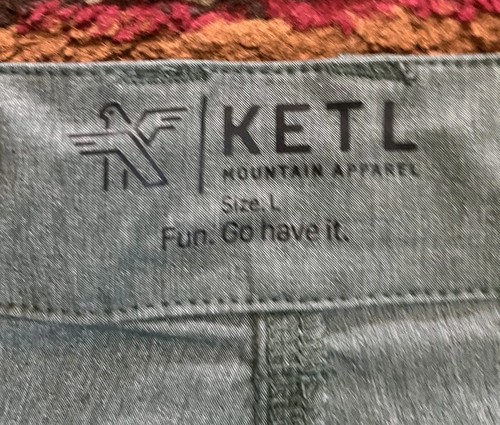 KETL
MOUNTAIN APPAREL
Size. L
Fun. Go have it.